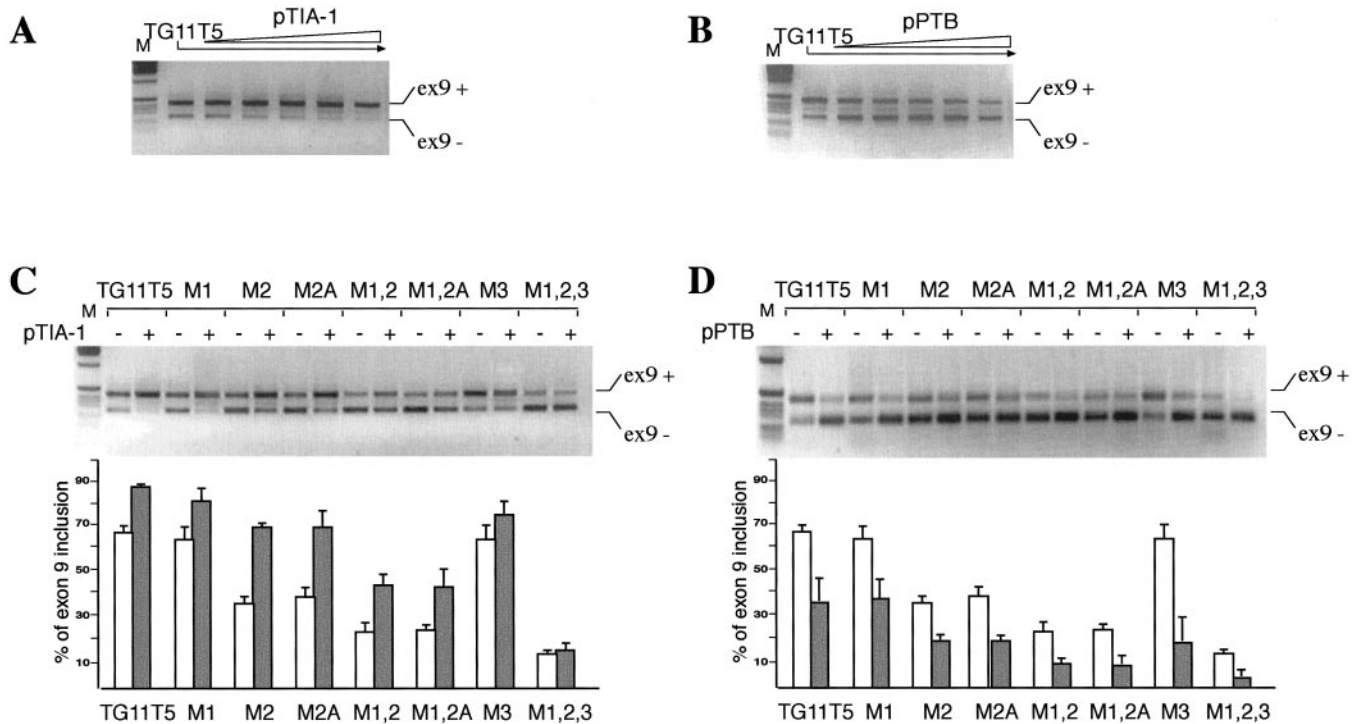 A
pTIA-1
TG11T5
M
ex9 +
ex9 -
B
pPTB
TG11T5
M
ex9 +
ex9 -
C
M
TG11T5 M1 M2 M2A M1,2 M1,2A M3 M1,2,3
pTIA-1 - + - + - + - + - + - + - + - +
ex9 +
ex9 -
% of exon 9 inclusion
90
70
50
30
10
TG11T5 M1 M2 M2A M1,2 M1,2A M3 M1,2,3
D
M
TG11T5 M1 M2 M2A M1,2 M1,2A M3 M1,2,3
pPTB - + - + - + - + - + - + - + - +
ex9 +
ex9 -
% of exon 9 inclusion
90
70
50
30
10
TG11T5 M1 M2 M2A M1,2 M1,2A M3 M1,2,3